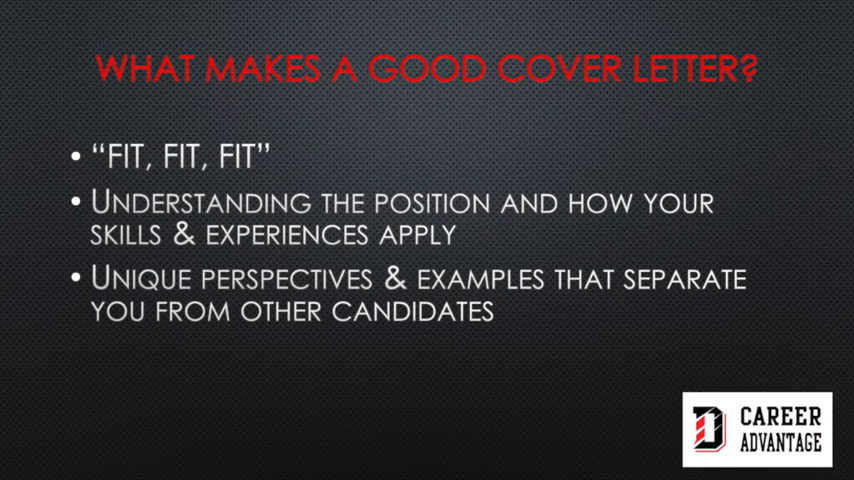 WHAT MAKES A GOOD COVER LETTER?
• “FIT, FIT, FIT”
• UNDERSTANDING THE POSITION AND HOW YOUR
SKILLS & EXPERIENCES APPLY
• UNIQUE PERSPECTIVES & EXAMPLES THAT SEPARATE
YOU FROM OTHER CANDIDATES
D CAREER
ADVANTAGE